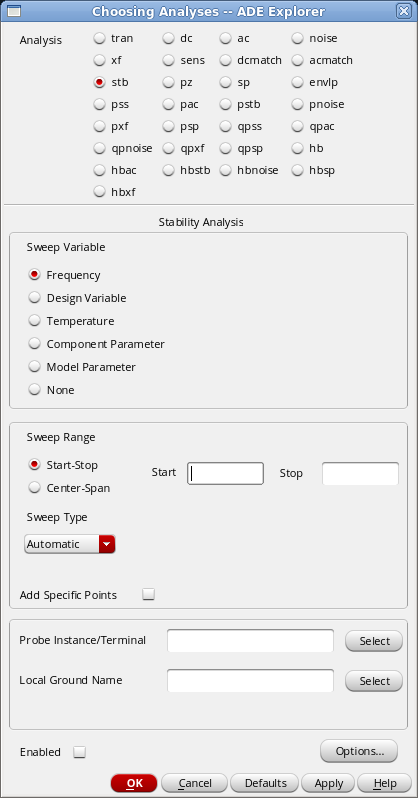 Choosing Analyses -- ADE Explorer
Analysis
tran dc ac noise
xf sens dcmatch acmatch
stb pz sp envlp
pss pac pstb pnoise
pxf psp qpss qpac
qpnoise qpxf qpsp hb
hbac hbstb hbnoise hbsp
hbxf
Stability Analysis
Sweep Variable
Frequency
Design Variable
Temperature
Component Parameter
Model Parameter
None
Sweep Range
Start-Stop Start Stop
Center-Span
Sweep Type
Automatic
Add Specific Points
Probe Instance/Terminal Select
Local Ground Name Select
Enabled Options...
OK Cancel Defaults Apply Help